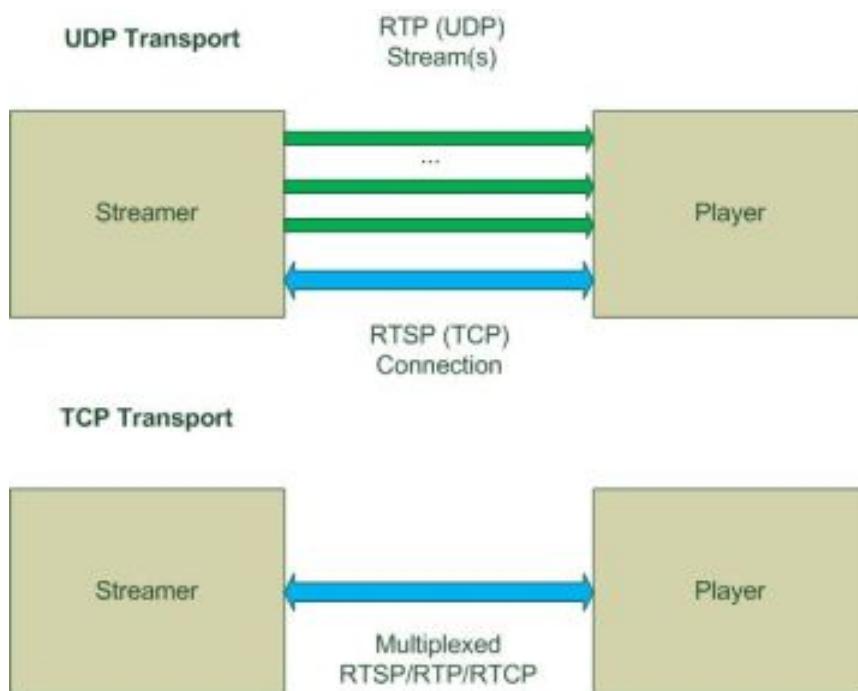 UDP Transport
RTP (UDP)
Stream(s)
Streamer
...
Player
RTSP (TCP)
Connection
TCP Transport
Streamer
Player
Multiplexed
RTSP/RTP/RTCP